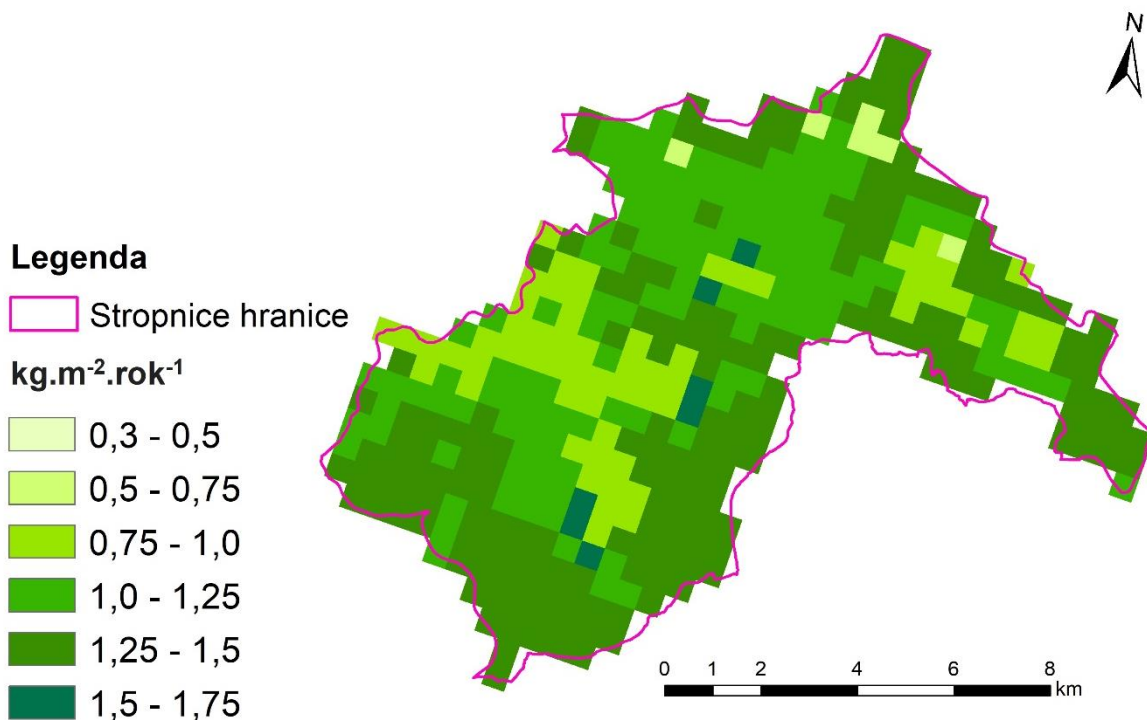 N
Legenda
Stropnice hranice
kg.m⁻².rok⁻¹
0,3 - 0,5
0,5 - 0,75
0,75 - 1,0
1,0 - 1,25
1,25 - 1,5
1,5 - 1,75
0 1 2 4 6 8
km